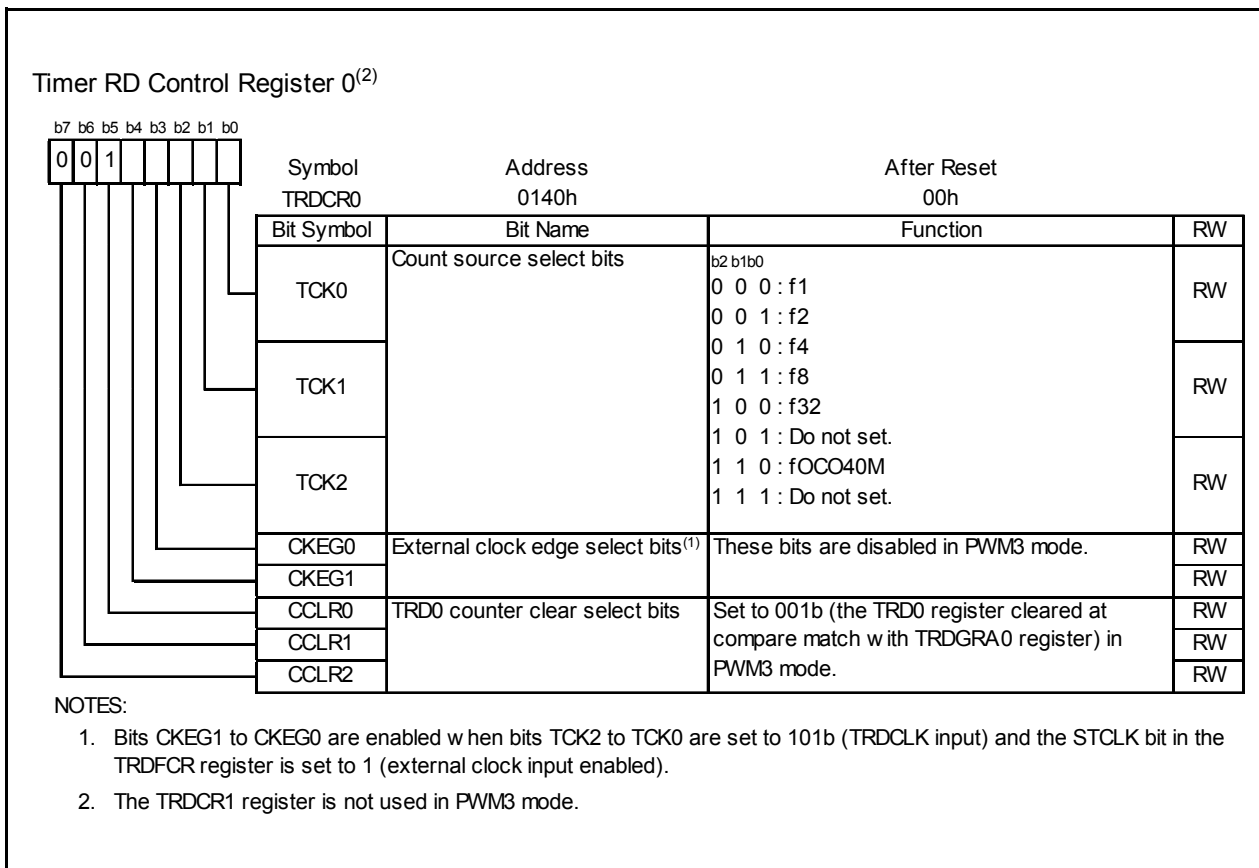 Timer RD Control Register 0(2)
b7 b6 b5 b4 b3 b2 b1 b0
0 0 1
Symbol Address After Reset
TRDCR0 0140h 00h
Bit Symbol Bit Name Function RW
TCK0 Count source select bits b2 b1b0 RW
0 0 0 : f1
0 0 1 : f2
TCK1 0 1 0 : f4 RW
0 1 1 : f8
1 0 0 : f32
TCK2 1 0 1 : Do not set. RW
1 1 0 : fOCO40M
1 1 1 : Do not set.
CKEG0 External clock edge select bits(1) These bits are disabled in PWM3 mode. RW
CKEG1 RW
CCLR0 TRD0 counter clear select bits Set to 001b (the TRD0 register cleared at RW
CCLR1 compare match with TRDGRA0 register) in RW
CCLR2 PWM3 mode. RW
NOTES:
1. Bits CKEG1 to CKEG0 are enabled when bits TCK2 to TCK0 are set to 101b (TRDCLK input) and the STCLK bit in the
TRDFCR register is set to 1 (external clock input enabled).
2. The TRDCR1 register is not used in PWM3 mode.